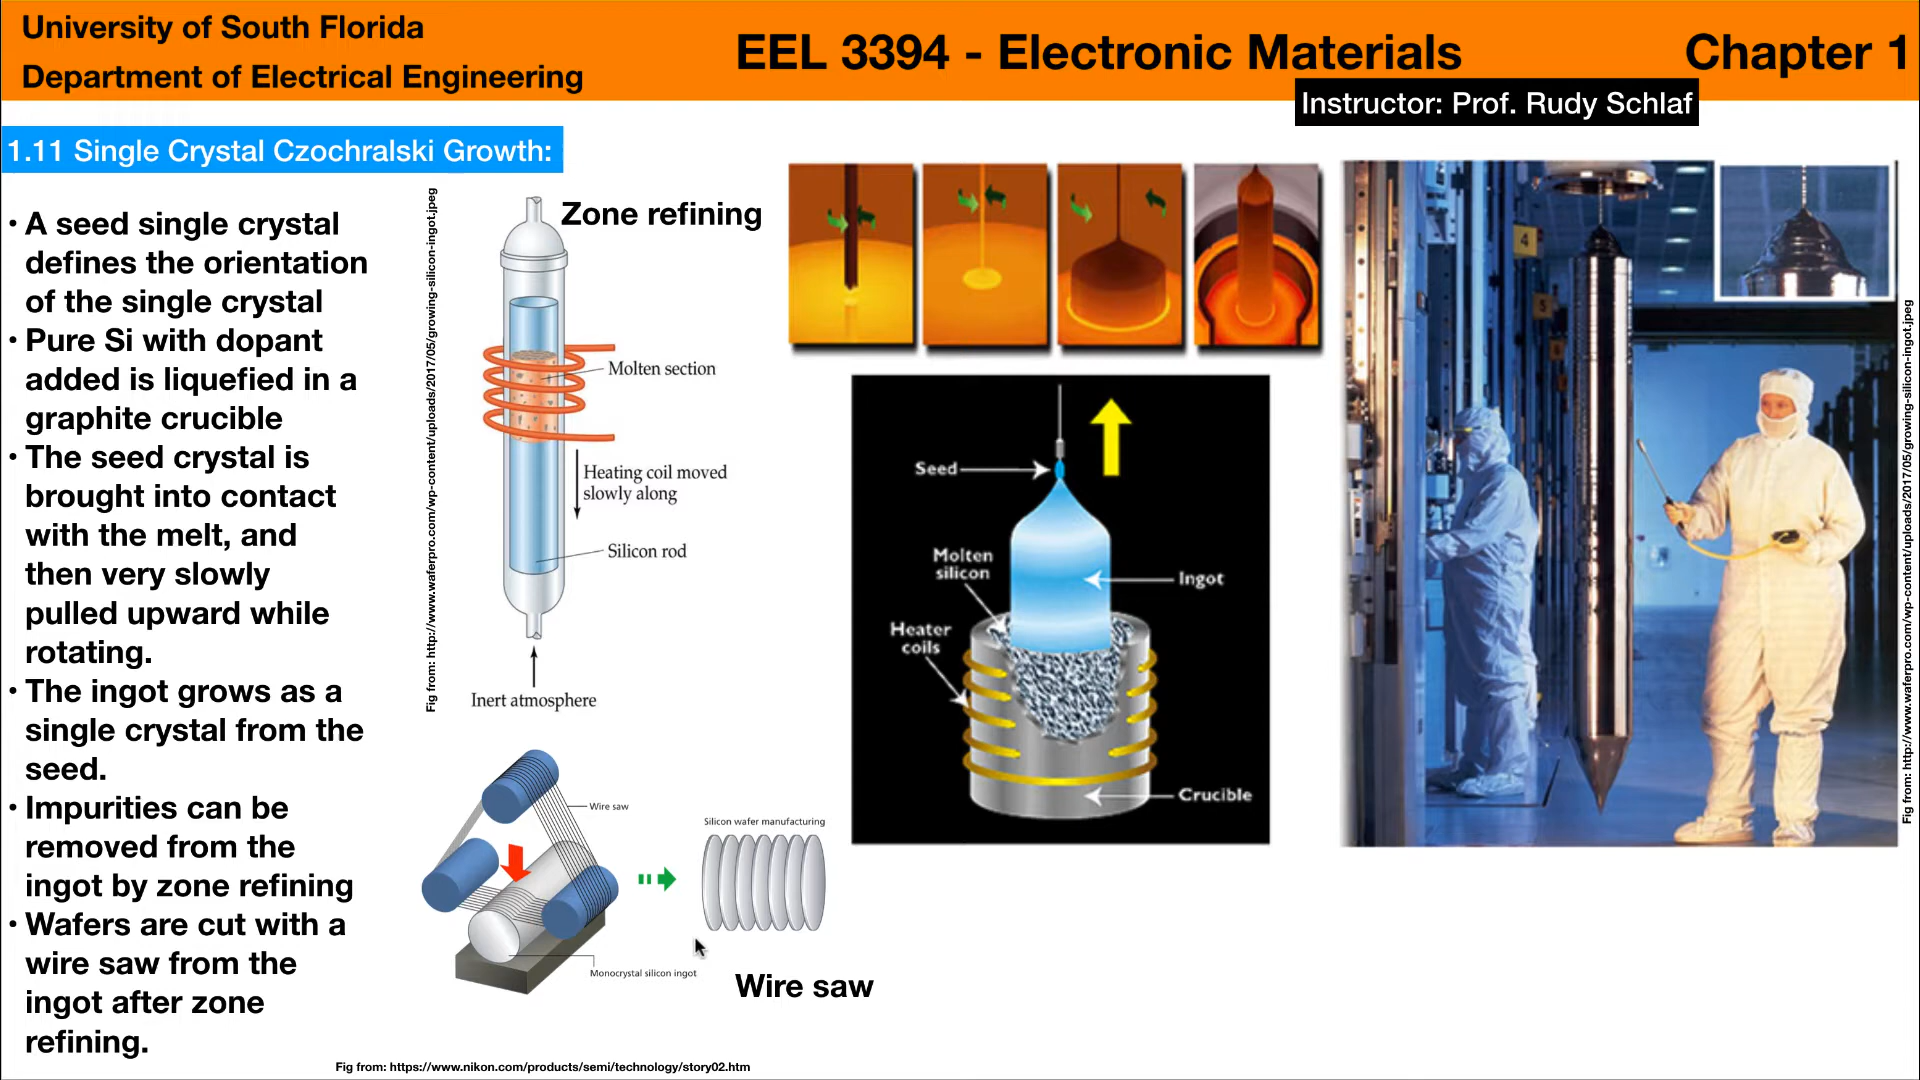 University of South Florida
Department of Electrical Engineering
EEL 3394 - Electronic Materials
Chapter 1
Instructor: Prof. Rudy Schlaf
1.11 Single Crystal Czochralski Growth:
• A seed single crystal
defines the orientation
of the single crystal
• Pure Si with dopant
added is liquefied in a
graphite crucible
• The seed crystal is
brought into contact
with the melt, and
then very slowly
pulled upward while
rotating.
• The ingot grows as a
single crystal from the
seed.
• Impurities can be
removed from the
ingot by zone refining
• Wafers are cut with a
wire saw from the
ingot after zone
refining.
Fig from: http://www.waferpro.com/wp-content/uploads/2017/05/growing-silicon-ingot.jpeg
Zone refining
Molten section
Heating coil moved
slowly along
Silicon rod
Inert atmosphere
Wire saw
Silicon wafer manufacturing
Monocrystal silicon ingot
Wire saw
Fig from: https://www.nikon.com/products/semi/technology/story02.htm
Seed
Molten
silicon
Ingot
Heater
coils
Crucible
4
5
Fig from: http://www.waferpro.com/wp-content/uploads/2017/05/growing-silicon-ingot.jpeg